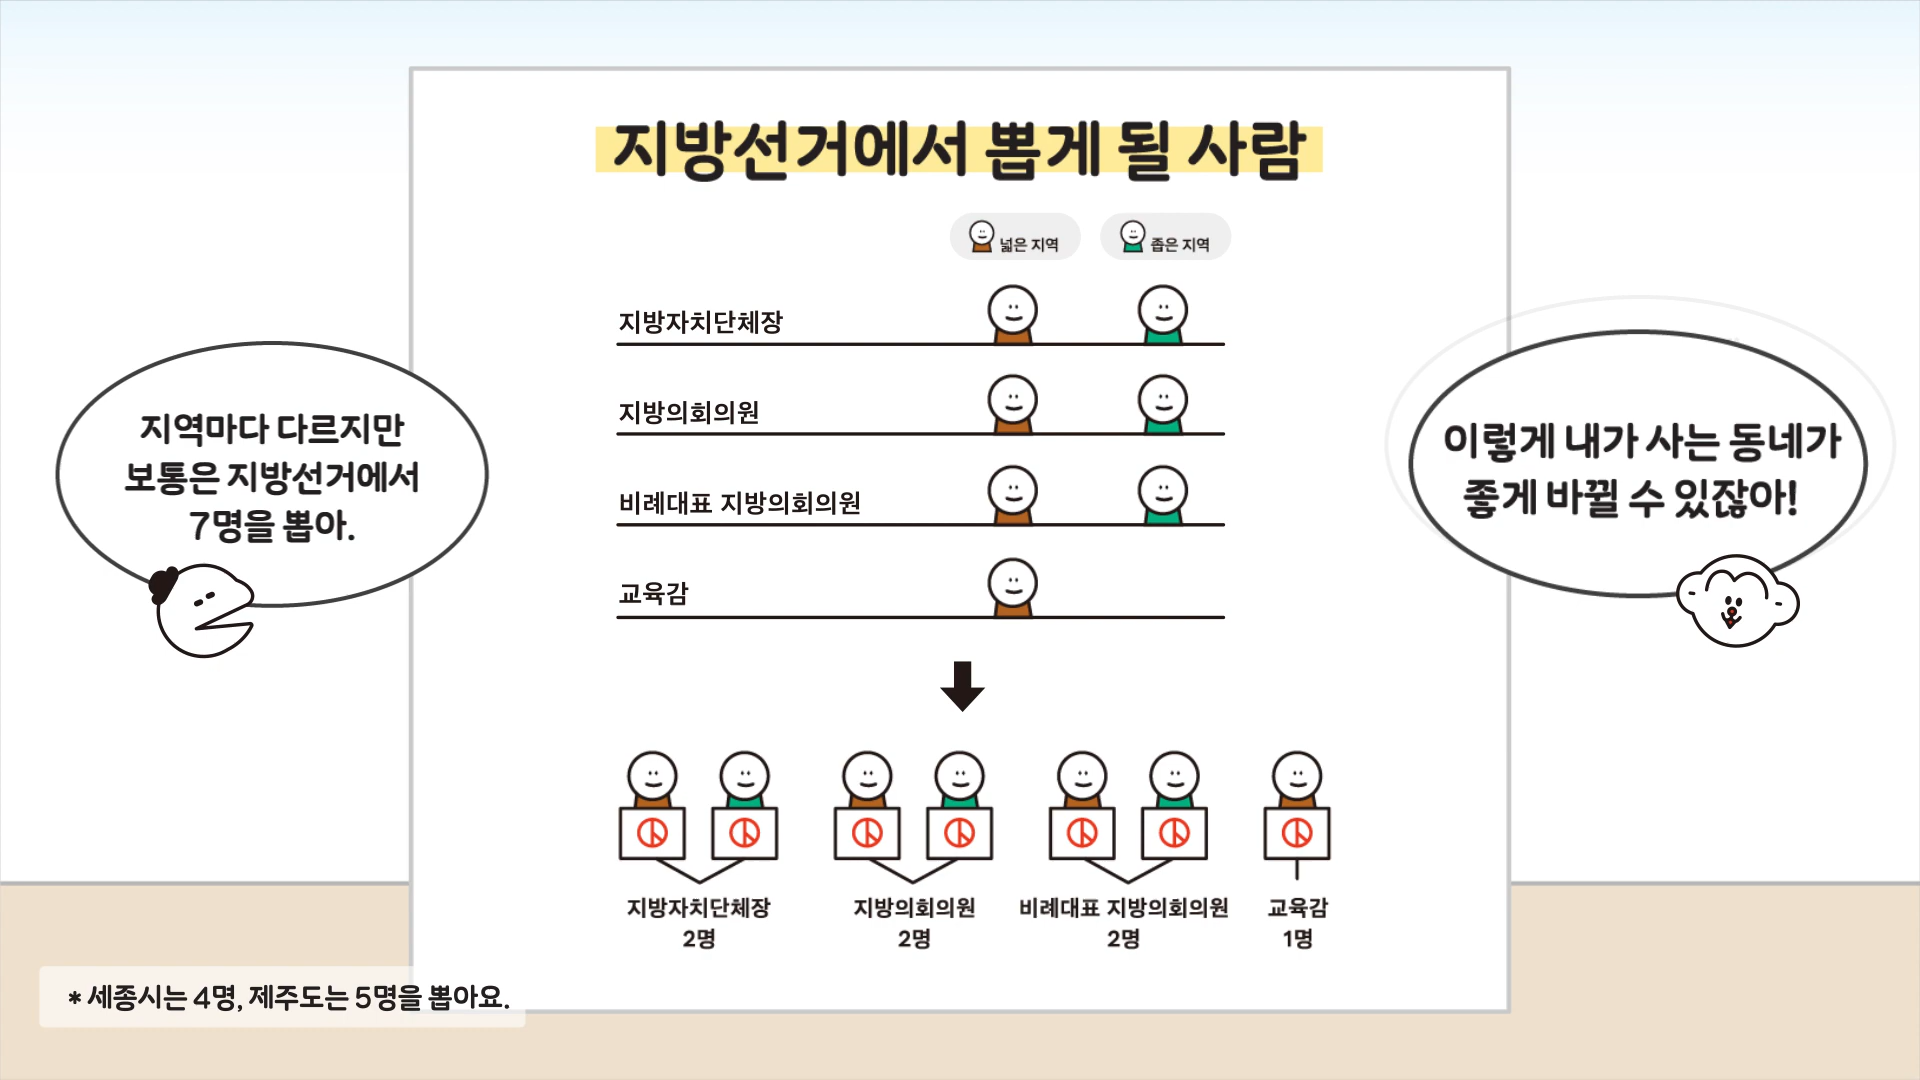 지방선거에서 뽑게 될 사람
넓은 지역
좁은 지역
지방자치단체장
지방의회의원
비례대표 지방의회의원
교육감
지역마다 다르지만
보통은 지방선거에서
7명을 뽑아.
이렇게 내가 사는 동네가
좋게 바뀔 수 있잖아!
지방자치단체장
2명
지방의회의원
2명
비례대표 지방의회의원
2명
교육감
1명
* 세종시는 4명, 제주도는 5명을 뽑아요.